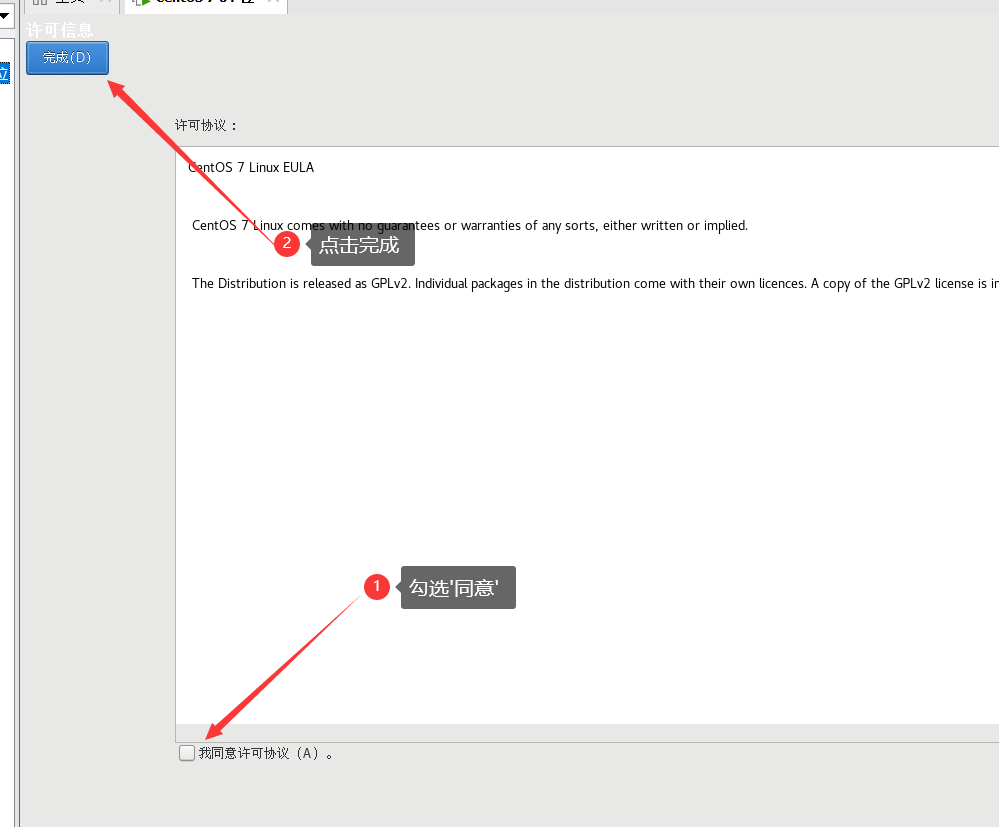 许可信息
完成(D)
许可协议：
CentOS 7 Linux EULA
CentOS 7 Linux comes with no guarantees or warranties of any sorts, either written or implied.
2 点击完成
The Distribution is released as GPLv2. Individual packages in the distribution come with their own licences. A copy of the GPLv2 license is in
1 勾选'同意'
我同意许可协议（A）。